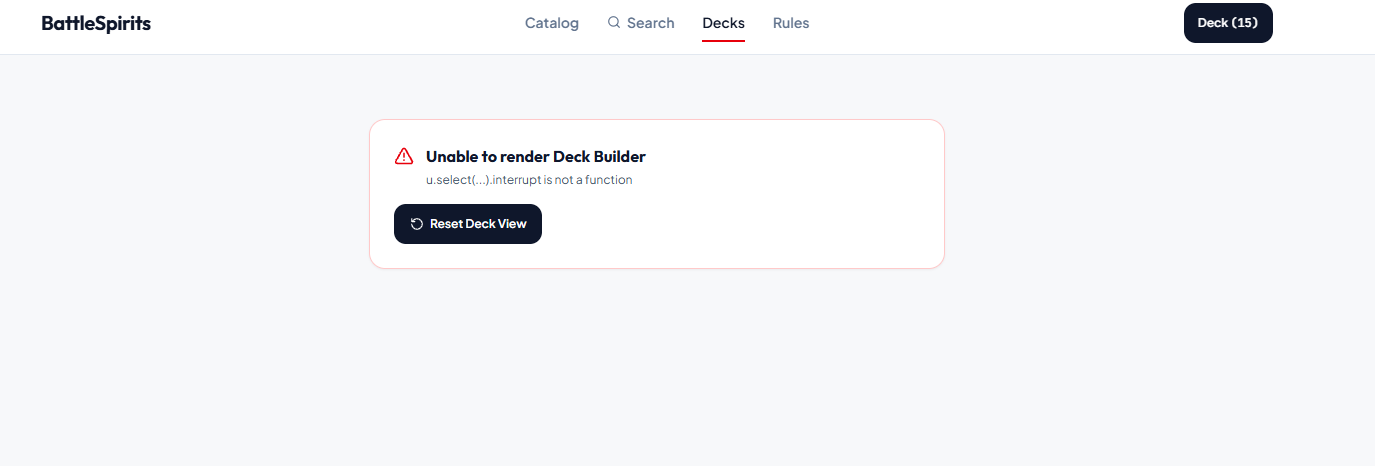 BattleSpirits
Catalog
Search
Decks
Rules
Deck (15)
Unable to render Deck Builder
u.select(...).interrupt is not a function
Reset Deck View